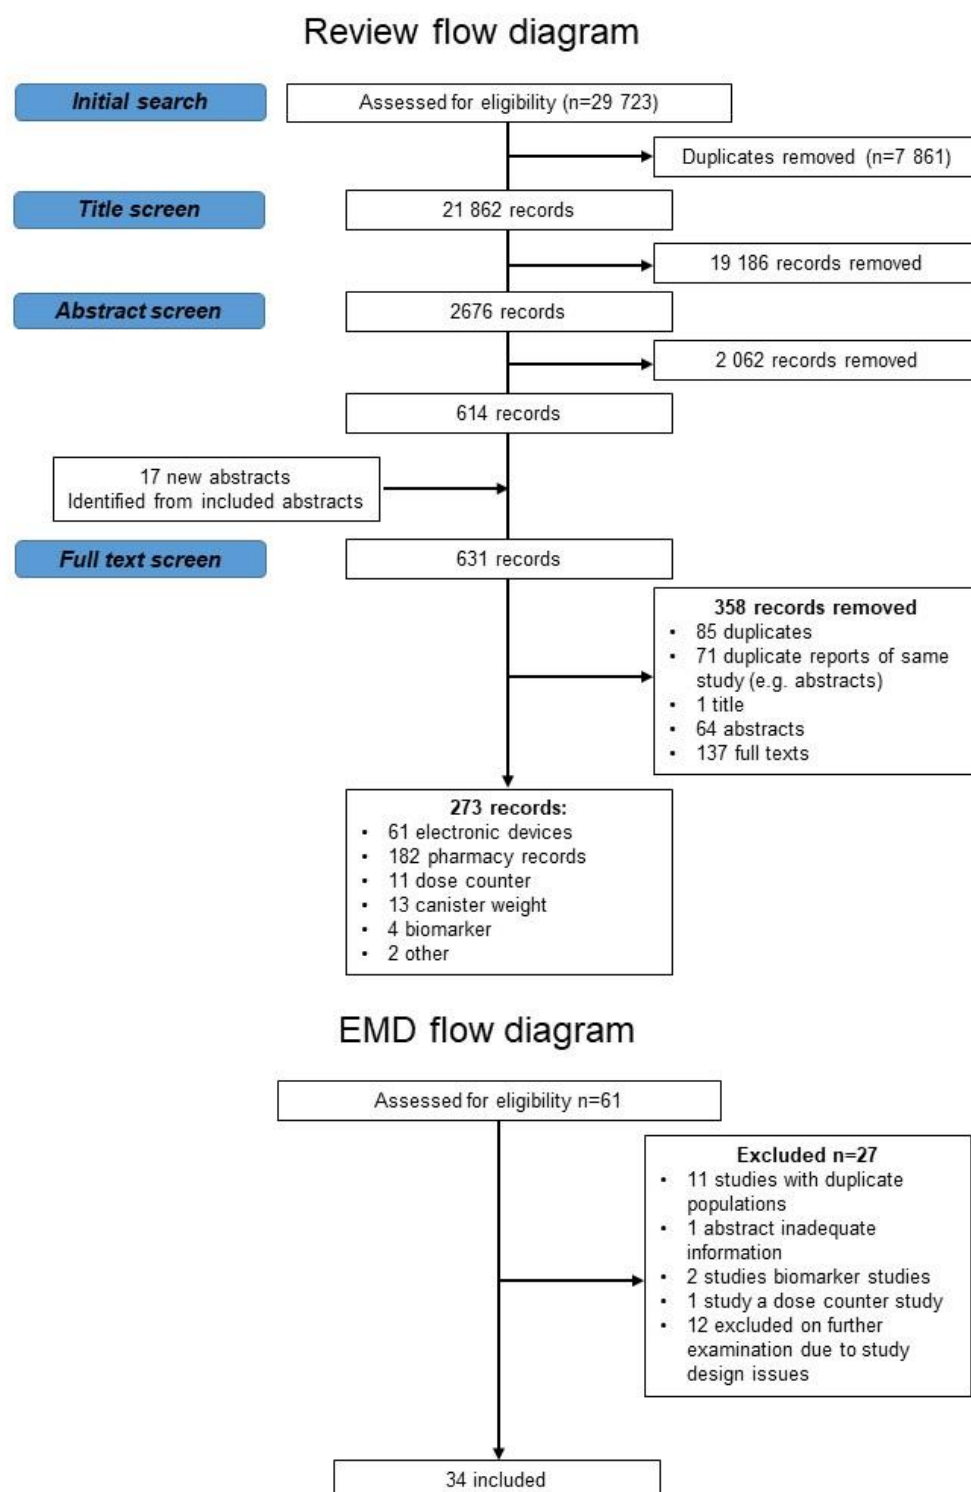 Review flow diagram
Initial search
Assessed for eligibility (n=29 723)
Duplicates removed (n=7 861)
Title screen
21 862 records
19 186 records removed
Abstract screen
2676 records
2 062 records removed
614 records
17 new abstracts
Identified from included abstracts
Full text screen
631 records
358 records removed
• 85 duplicates
• 71 duplicate reports of same
study (e.g. abstracts)
• 1 title
• 64 abstracts
• 137 full texts
273 records:
• 61 electronic devices
• 182 pharmacy records
• 11 dose counter
• 13 canister weight
• 4 biomarker
• 2 other
EMD flow diagram
Assessed for eligibility n=61
Excluded n=27
• 11 studies with duplicate
populations
• 1 abstract inadequate
information
• 2 studies biomarker studies
• 1 study a dose counter study
• 12 excluded on further
examination due to study
design issues
34 included